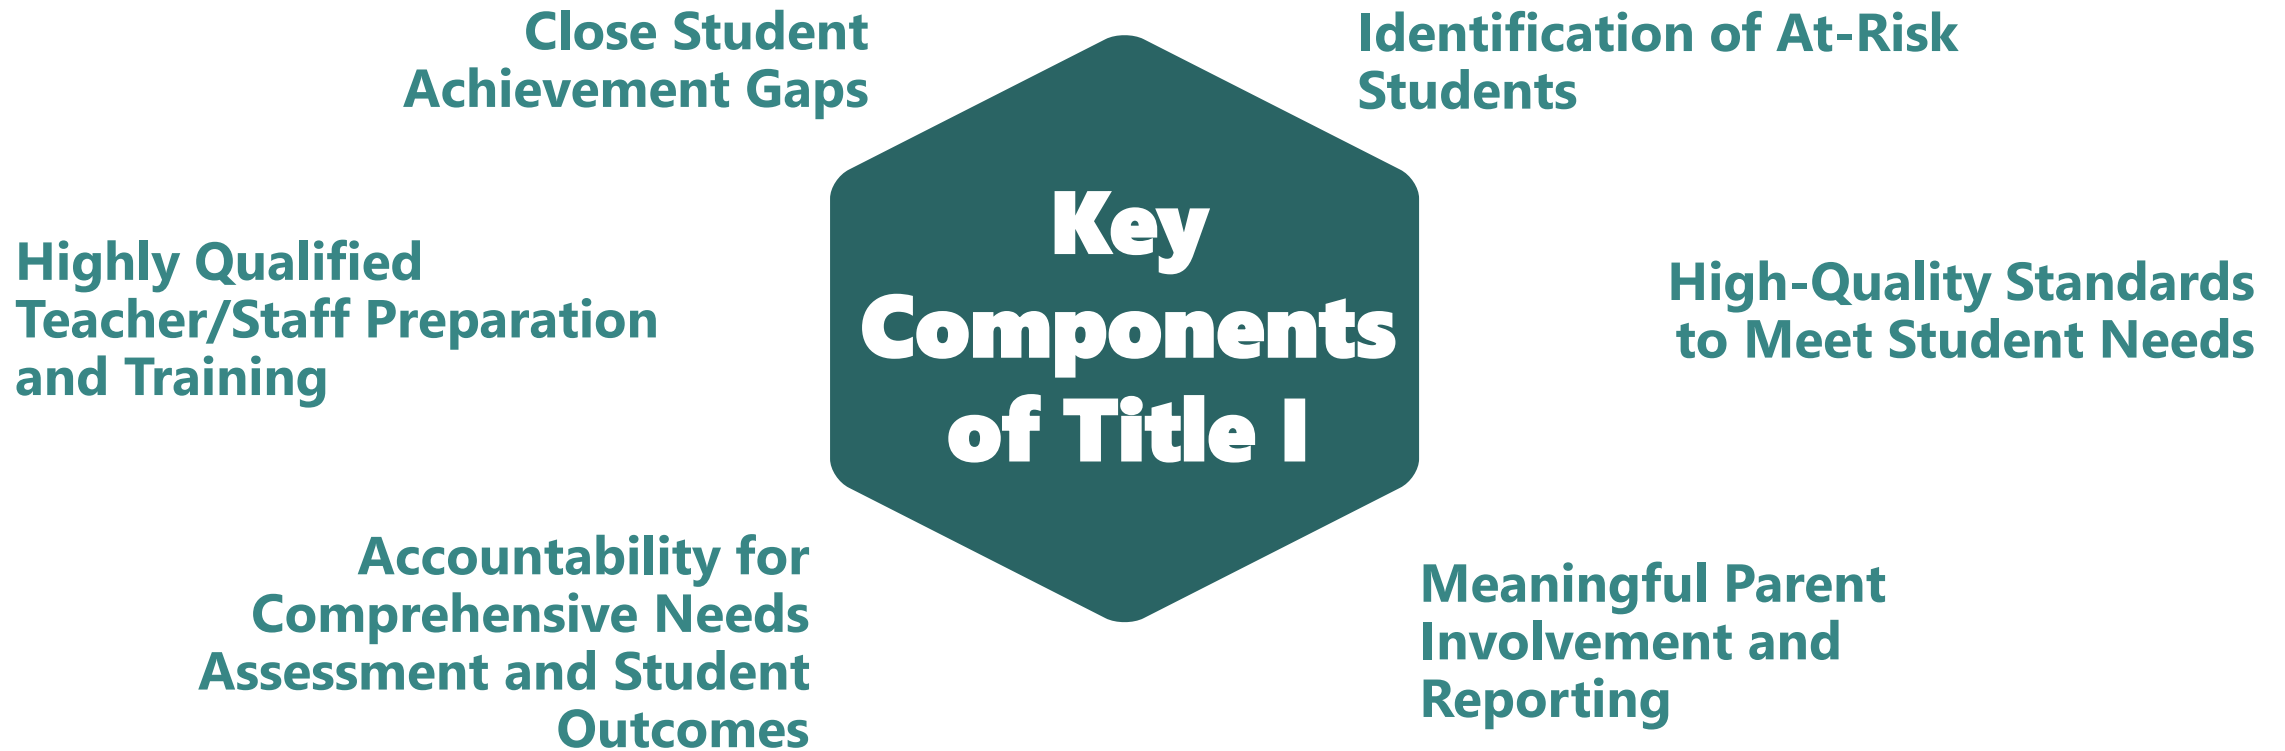 Close Student
Achievement Gaps
Identification of At-Risk
Students
Key
Components
of Title I
Highly Qualified
Teacher/Staff Preparation
and Training
High-Quality Standards
to Meet Student Needs
Accountability for
Comprehensive Needs
Assessment and Student
Outcomes
Meaningful Parent
Involvement and
Reporting